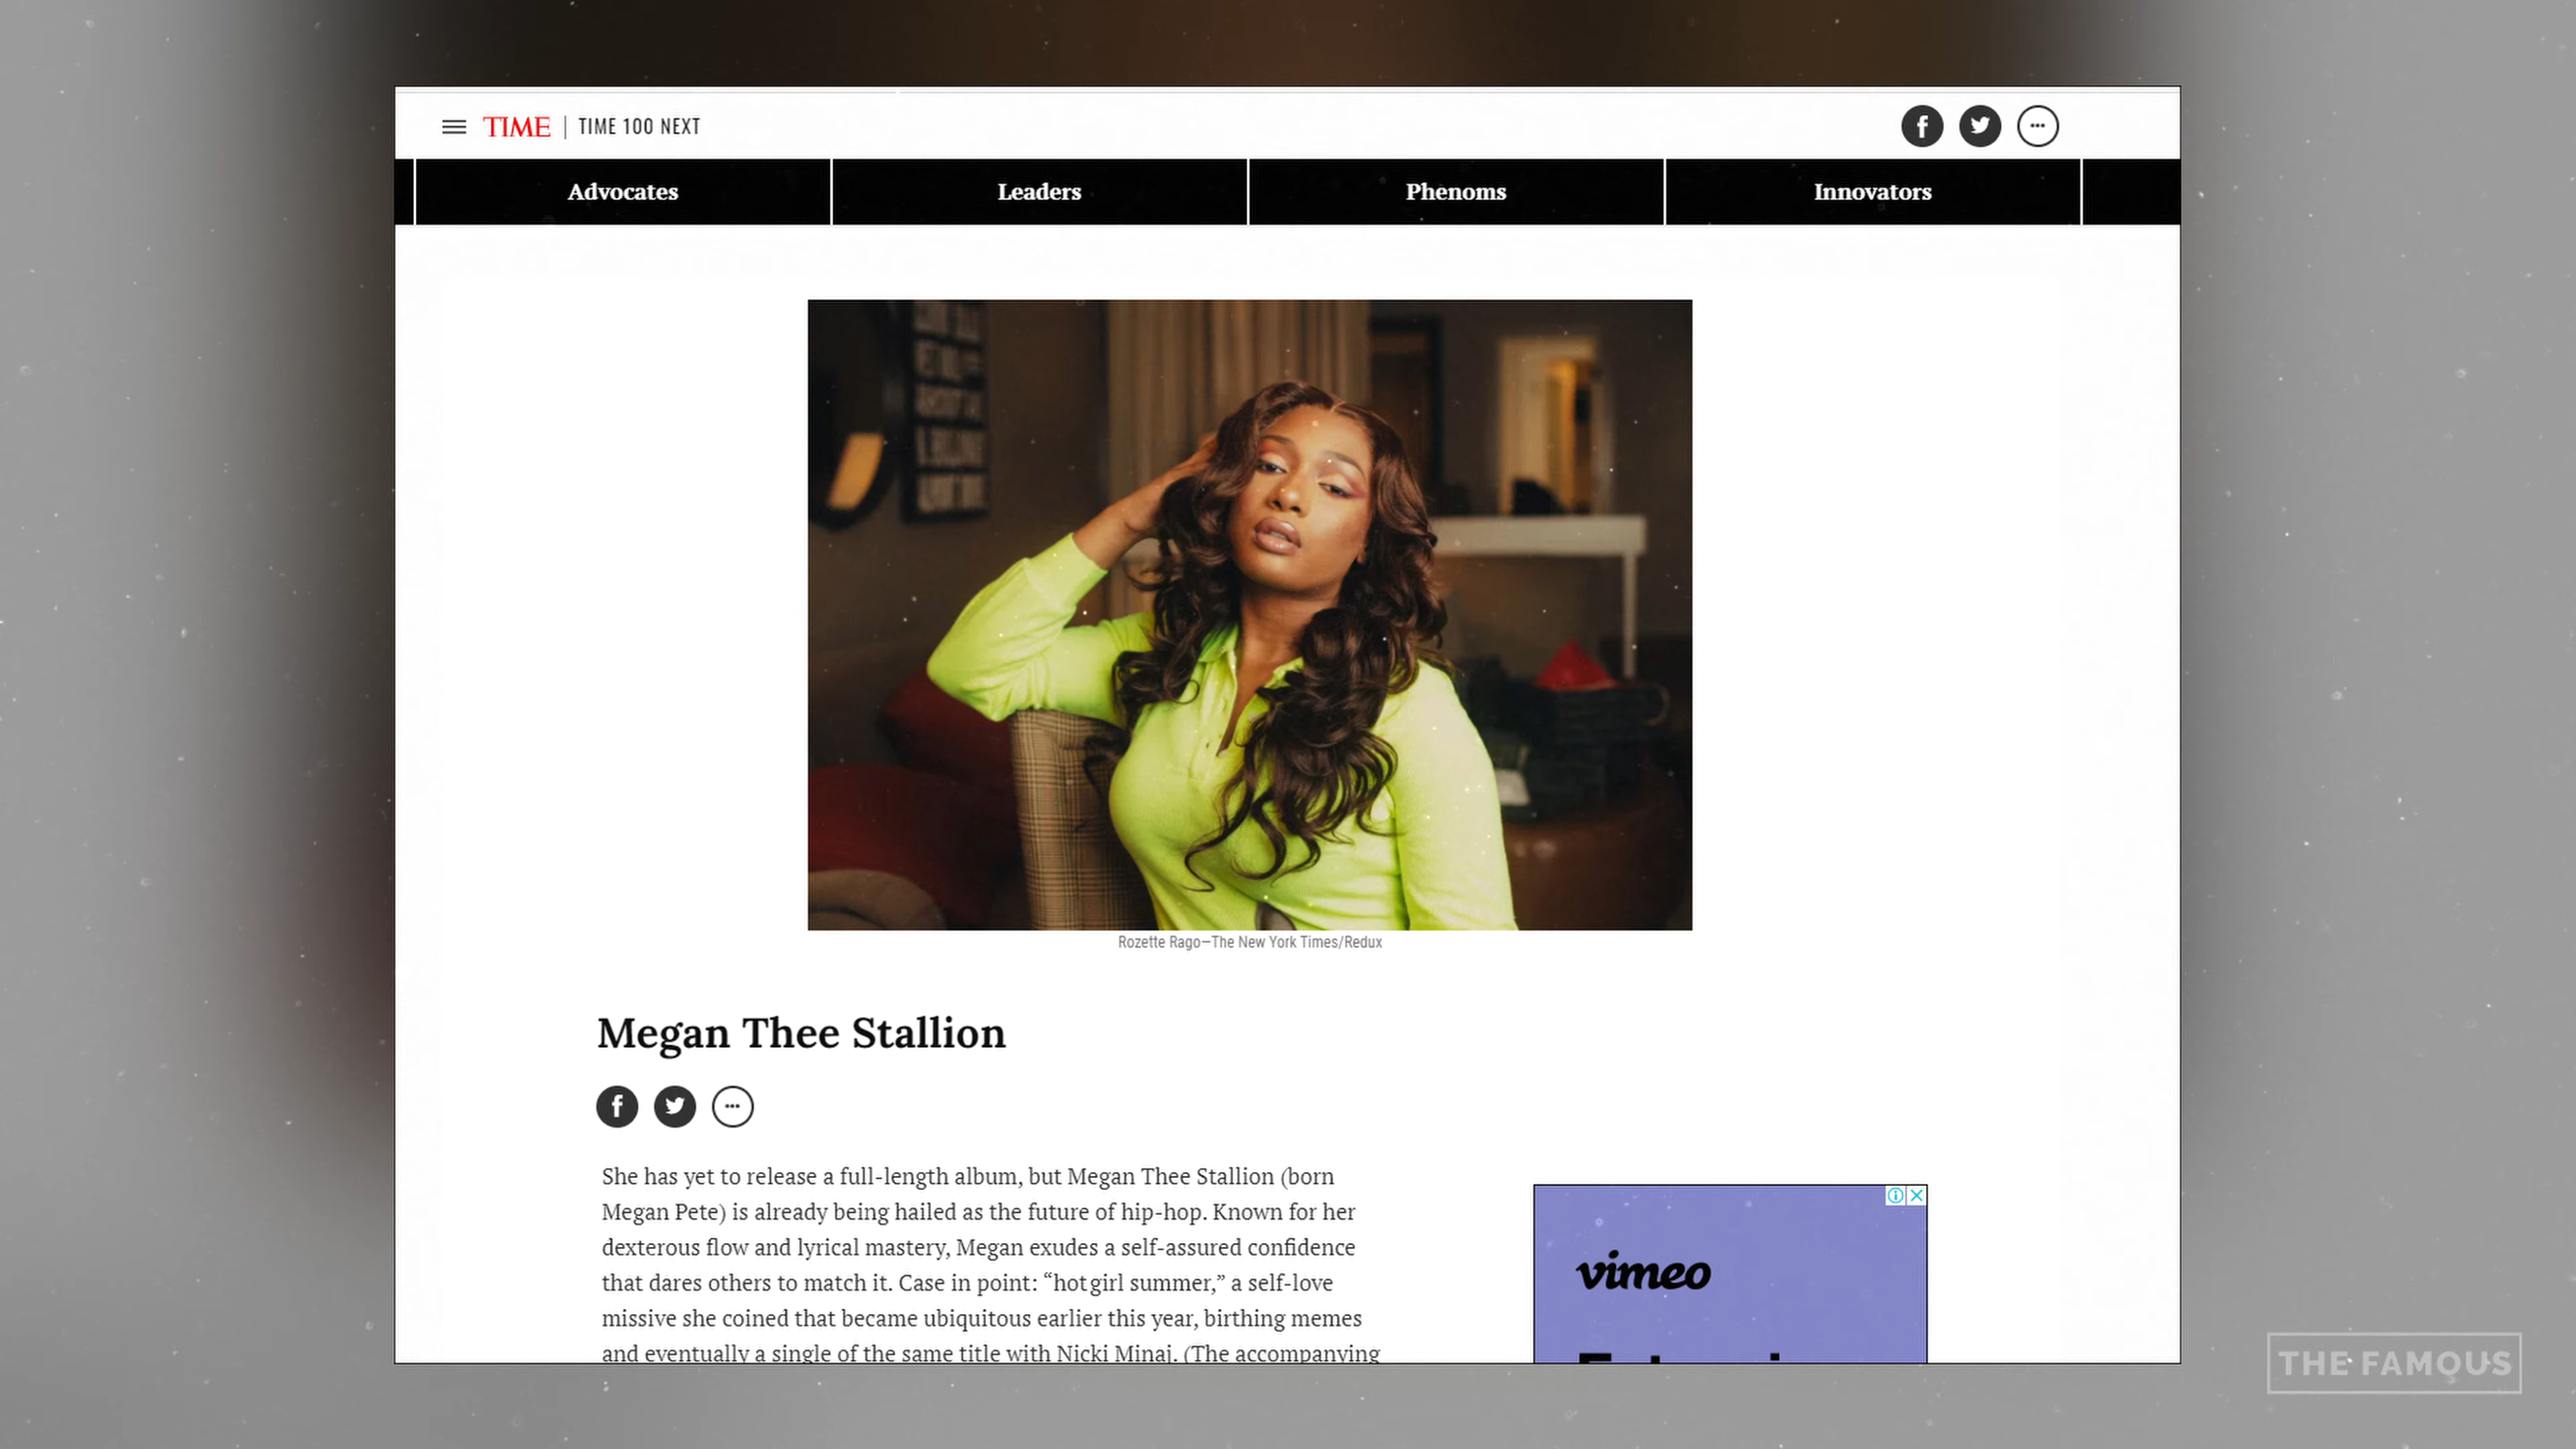 TIME | TIME 100 NEXT
Advocates
Leaders
Phenoms
Innovators
Rozette Rago—The New York Times/Redux
Megan Thee Stallion
She has yet to release a full-length album, but Megan Thee Stallion (born
Megan Pete) is already being hailed as the future of hip-hop. Known for her
dexterous flow and lyrical mastery, Megan exudes a self-assured confidence
that dares others to match it. Case in point: “hot girl summer,” a self-love
missive she coined that became ubiquitous earlier this year, birthing memes
and eventually a single of the same title with Nicki Minaj. (The accompanying
vimeo
THE FAMOUS